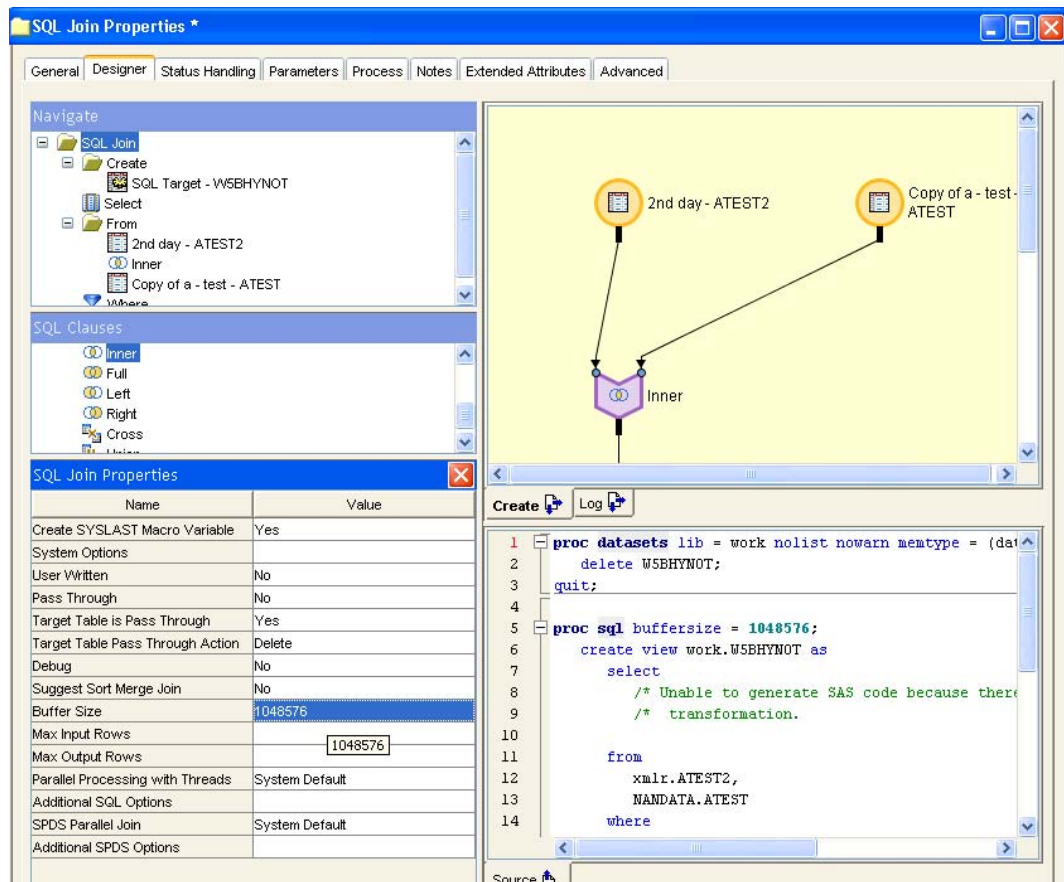 SQL Join Properties *
General Designer Status Handling Parameters Process Notes Extended Attributes Advanced
Navigate
SQL Join
Create
SQL Target - W5BHYNOT
Select
From
2nd day - ATEST2
Inner
Copy of a - test - ATEST
Where
SQL Clauses
Inner
Full
Left
Right
Cross
Union
SQL Join Properties
Name Value
Create SYSLAST Macro Variable Yes
System Options
User Written No
Pass Through No
Target Table is Pass Through Yes
Target Table Pass Through Action Delete
Debug No
Suggest Sort Merge Join No
Buffer Size 1048576
Max Input Rows
1048576
Max Output Rows
Parallel Processing with Threads System Default
Additional SQL Options
SPDS Parallel Join System Default
Additional SPDS Options
2nd day - ATEST2
Copy of a - test -
ATEST
Inner
Create Log
1 proc datasets lib = work nolist nowarn memtype = (dat
2 delete W5BHYNOT;
3 quit;
4
5 proc sql buffersize = 1048576;
6 create view work.W5BHYNOT as
7 select
8 /* Unable to generate SAS code because there
9 /* transformation.
10
11 from
12 xmlr.ATEST2,
13 NANDATA.ATEST
14 where
Source